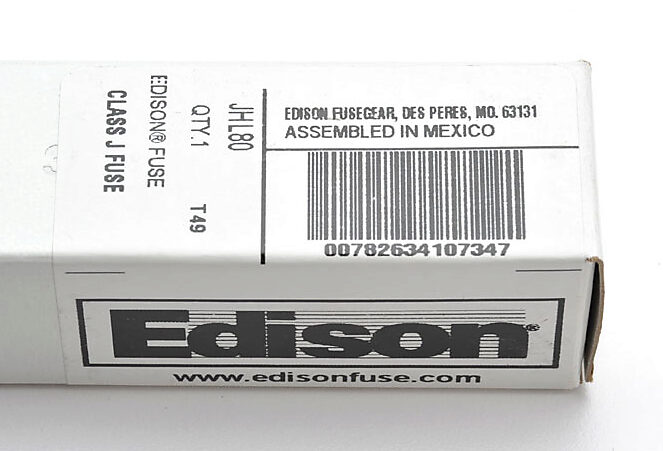 JHL80
QTY.1 T49
EDISON® FUSE
CLASS J FUSE
EDISON FUSEGEAR, DES PERES, MO. 63131
ASSEMBLED IN MEXICO
00782634107347
Edison®
www.edisonfuse.com